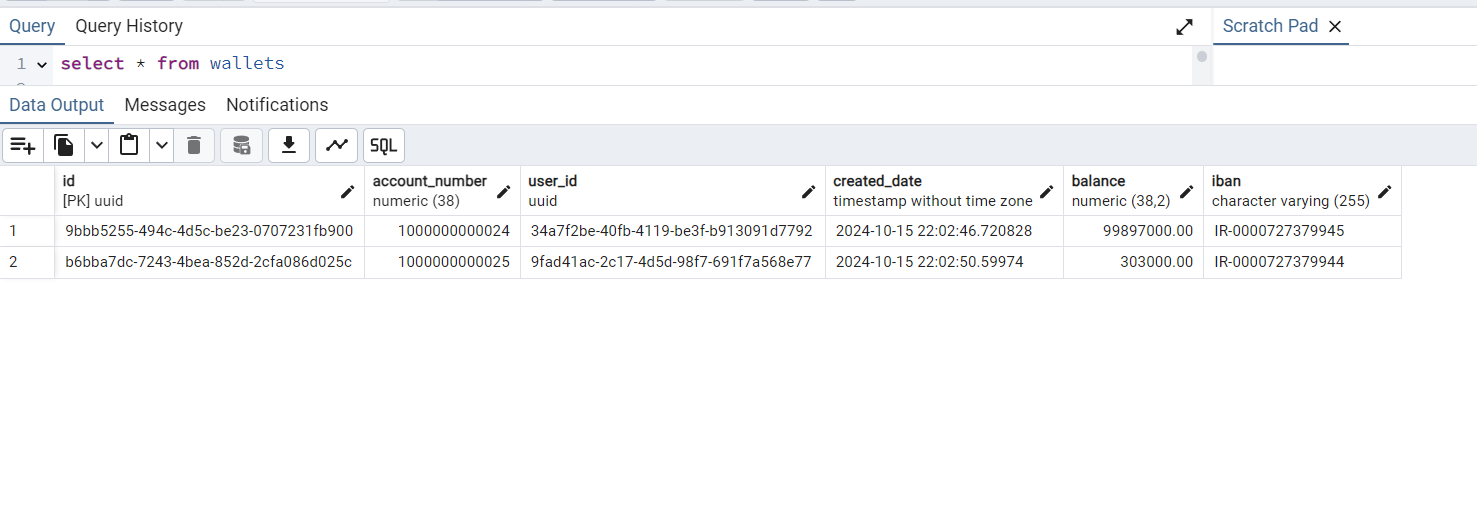 Query Query History Scratch Pad
1 select * from wallets
Data Output Messages Notifications
SQL
id account_number user_id created_date balance iban
[PK] uuid numeric (38) uuid timestamp without time zone numeric (38,2) character varying (255)
1 9bbb5255-494c-4d5c-be23-0707231fb900 1000000000024 34a7f2be-40fb-4119-be3f-b913091d7792 2024-10-15 22:02:46.720828 99897000.00 IR-0000727379945
2 b6bba7dc-7243-4bea-852d-2cfa086d025c 1000000000025 9fad41ac-2c17-4d5d-98f7-691f7a568e77 2024-10-15 22:02:50.59974 303000.00 IR-0000727379944